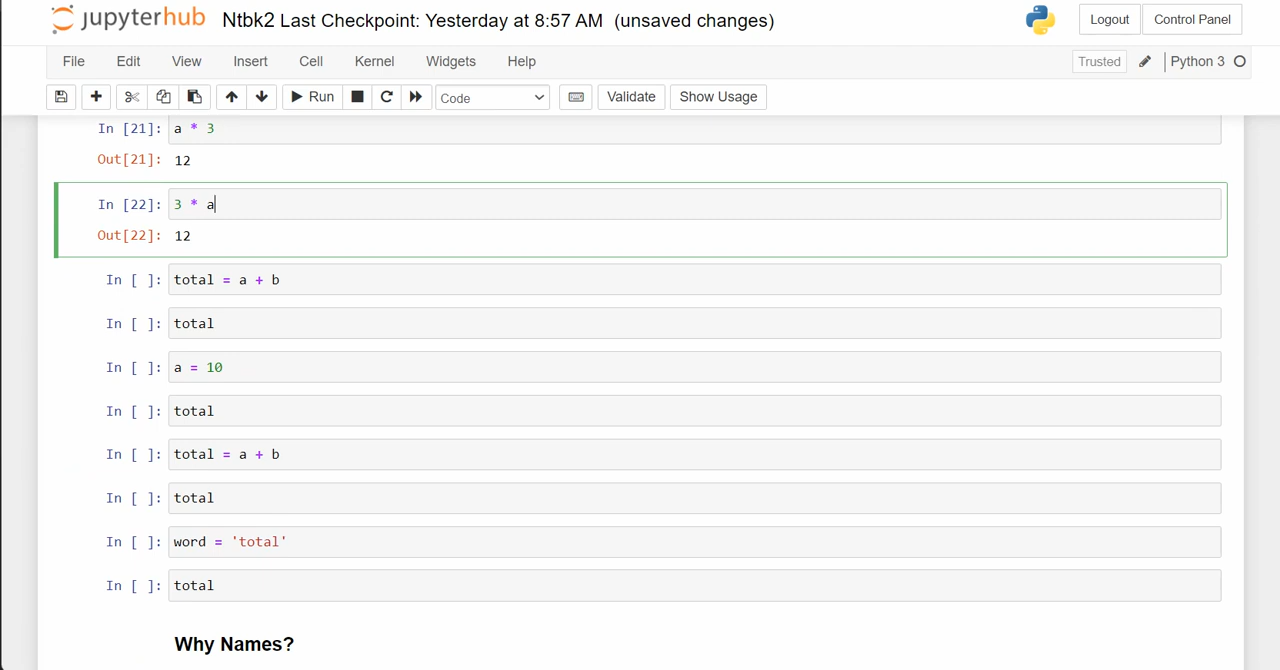 jupyterhub Ntbk2 Last Checkpoint: Yesterday at 8:57 AM (unsaved changes) Logout Control Panel
File Edit View Insert Cell Kernel Widgets Help Trusted Python 3
Run Code Validate Show Usage
In [21]: a * 3
Out[21]: 12
In [22]: 3 * a
Out[22]: 12
In [ ]: total = a + b
In [ ]: total
In [ ]: a = 10
In [ ]: total
In [ ]: total = a + b
In [ ]: total
In [ ]: word = 'total'
In [ ]: total
Why Names?